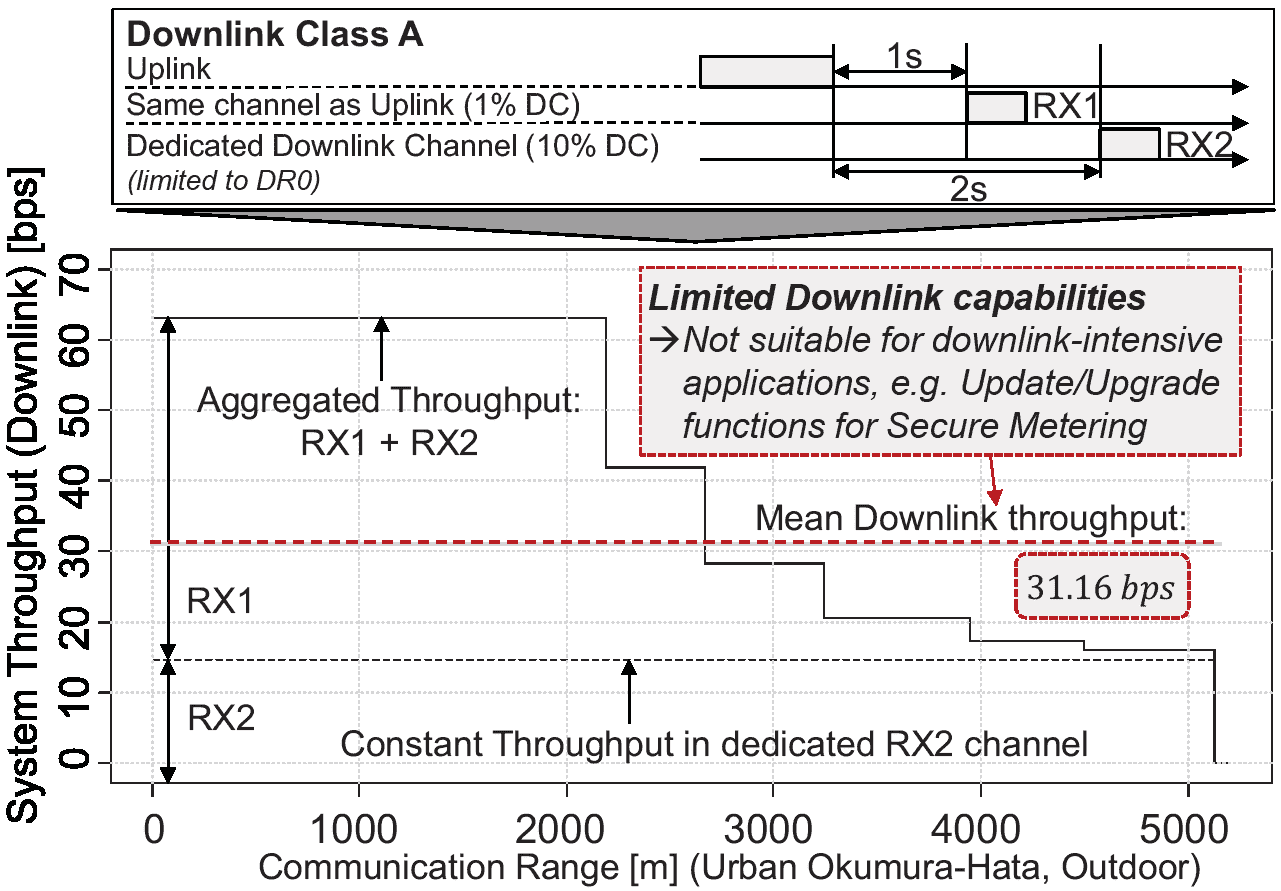 Downlink Class A
Uplink
1s
Same channel as Uplink (1% DC)
RX1
Dedicated Downlink Channel (10% DC)
RX2
(limited to DR0)
2s
System Throughput (Downlink) [bps]
70
60
50
40
30
20
10
0
Limited Downlink capabilities
→Not suitable for downlink-intensive
applications, e.g. Update/Upgrade
functions for Secure Metering
Aggregated Throughput:
RX1 + RX2
Mean Downlink throughput:
31.16 bps
RX1
RX2
Constant Throughput in dedicated RX2 channel
0 1000 2000 3000 4000 5000
Communication Range [m] (Urban Okumura-Hata, Outdoor)